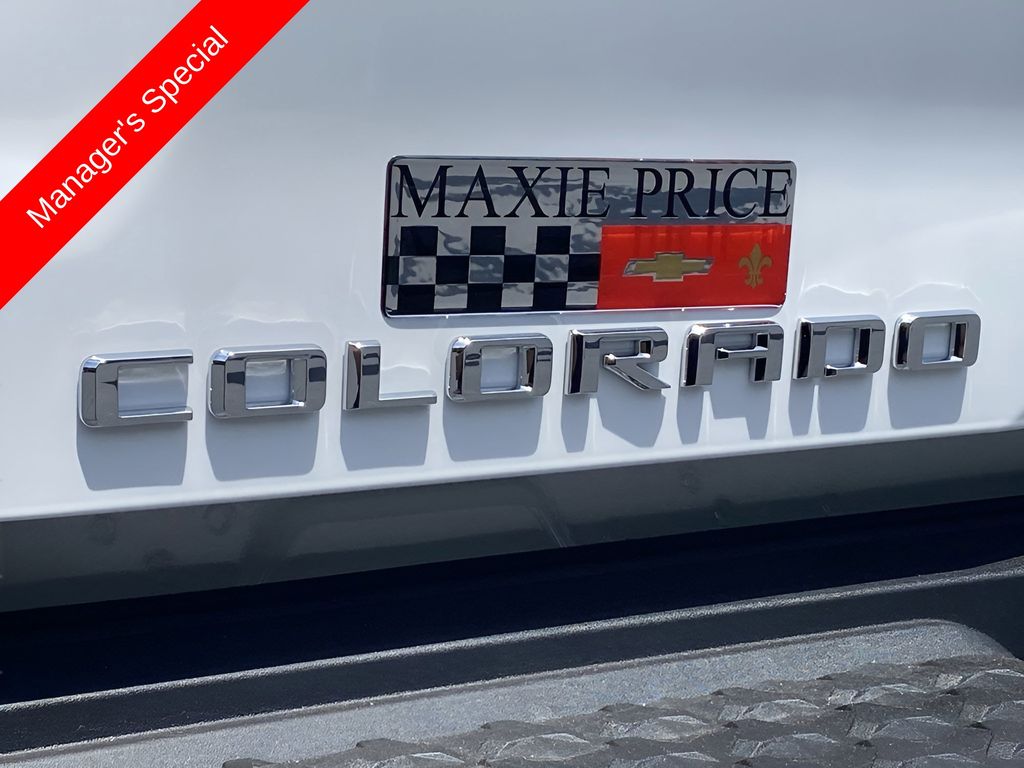 Manager's Special
MAXIE PRICE
COLORADO